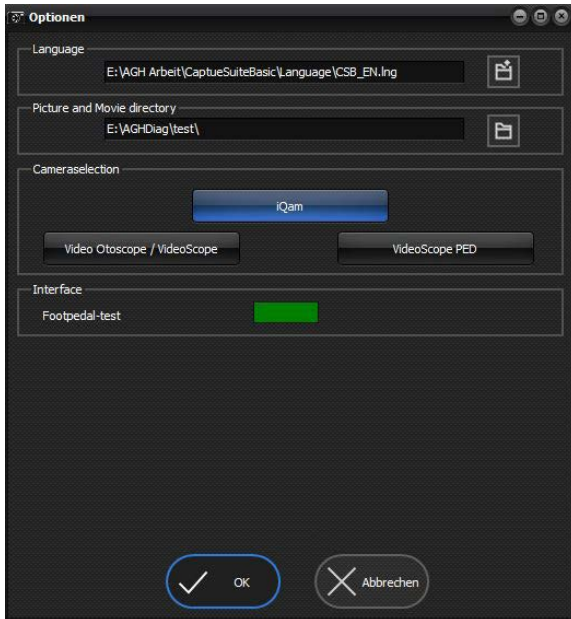 Optionen
Language
E:\AGH Arbeit\CaptueSuiteBasic\Language\CSB_EN.lng
Picture and Movie directory
E:\AGHDiag\test\
Cameraselection
iQam
Video Otoscope / VideoScope
VideoScope PED
Interface
Footpedal-test
OK
Abbrechen